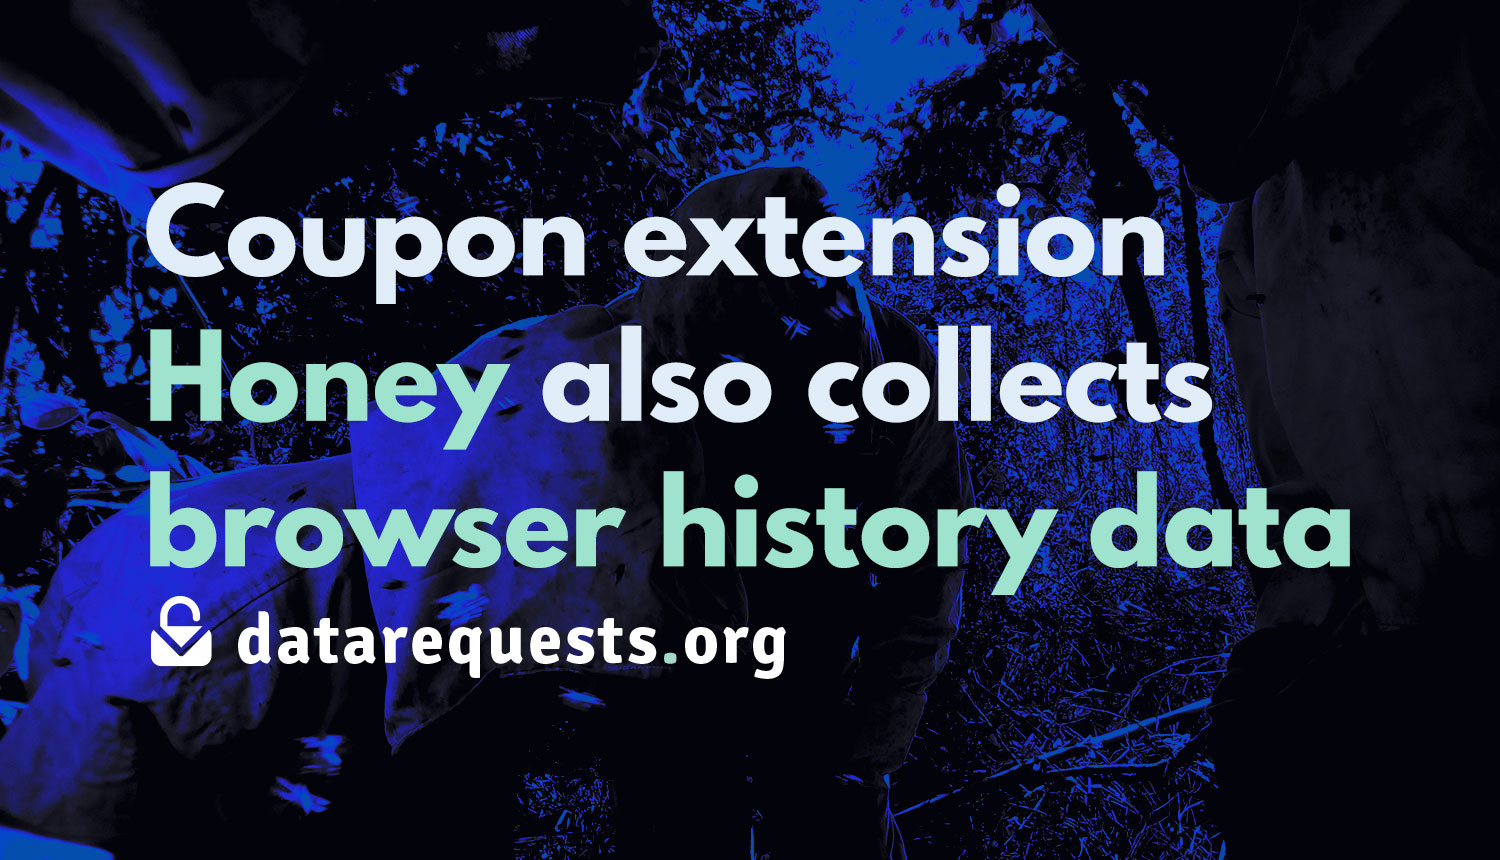 Coupon extension
Honey also collects
browser history data
datarequests.org